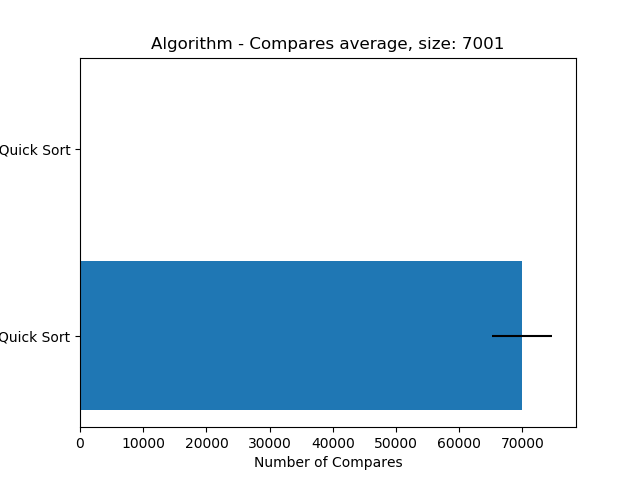 Algorithm - Compares average, size: 7001
Quick Sort
Quick Sort
0 10000 20000 30000 40000 50000 60000 70000
Number of Compares